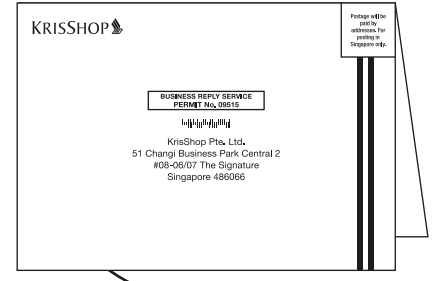 KRISSHOP
Postage will be
paid by
addressee. For
posting in
Singapore only.
BUSINESS REPLY SERVICE
PERMIT No. 09515
KrisShop Pte. Ltd.
51 Changi Business Park Central 2
#08-06/07 The Signature
Singapore 486066